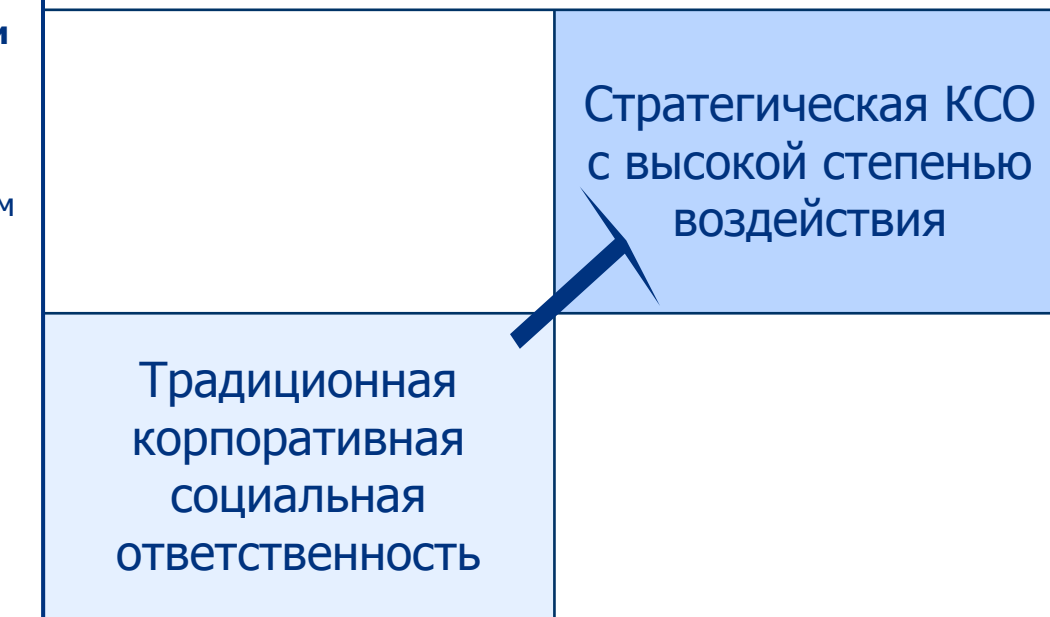 Стратегическая КСО
с высокой степенью
воздействия
Традиционная
корпоративная
социальная
ответственность